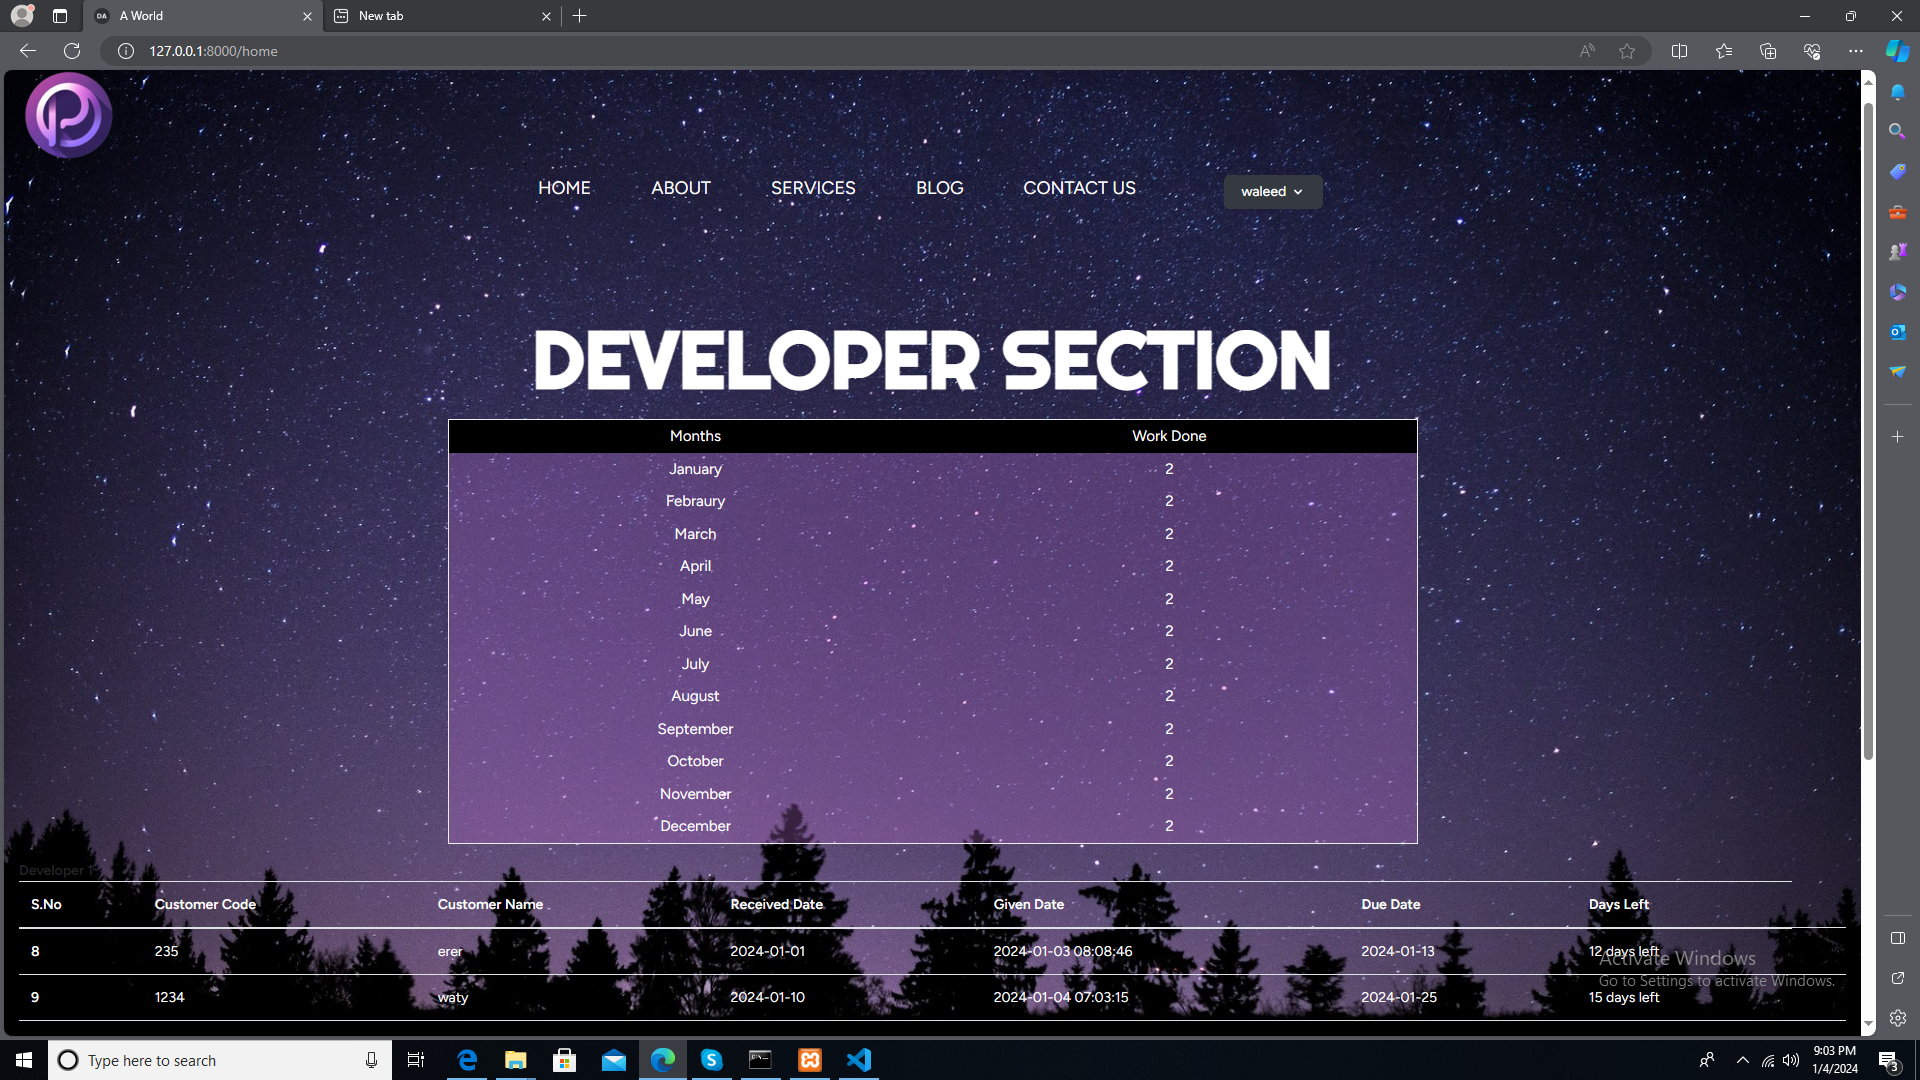 DA A World
New tab
127.0.0.1:8000/home
HOME ABOUT SERVICES BLOG CONTACT US waleed
DEVELOPER SECTION
Months Work Done
January 2
Febraury 2
March 2
April 2
May 2
June 2
July 2
August 2
September 2
October 2
November 2
December 2
Developer 1
S.No Customer Code Customer Name Received Date Given Date Due Date Days Left
8 235 erer 2024-01-01 2024-01-03 08:08:46 2024-01-13 12 days left
9 1234 waty 2024-01-10 2024-01-04 07:03:15 2024-01-25 15 days left
Activate Windows
Go to Settings to activate Windows.
Type here to search
9:03 PM
1/4/2024
3